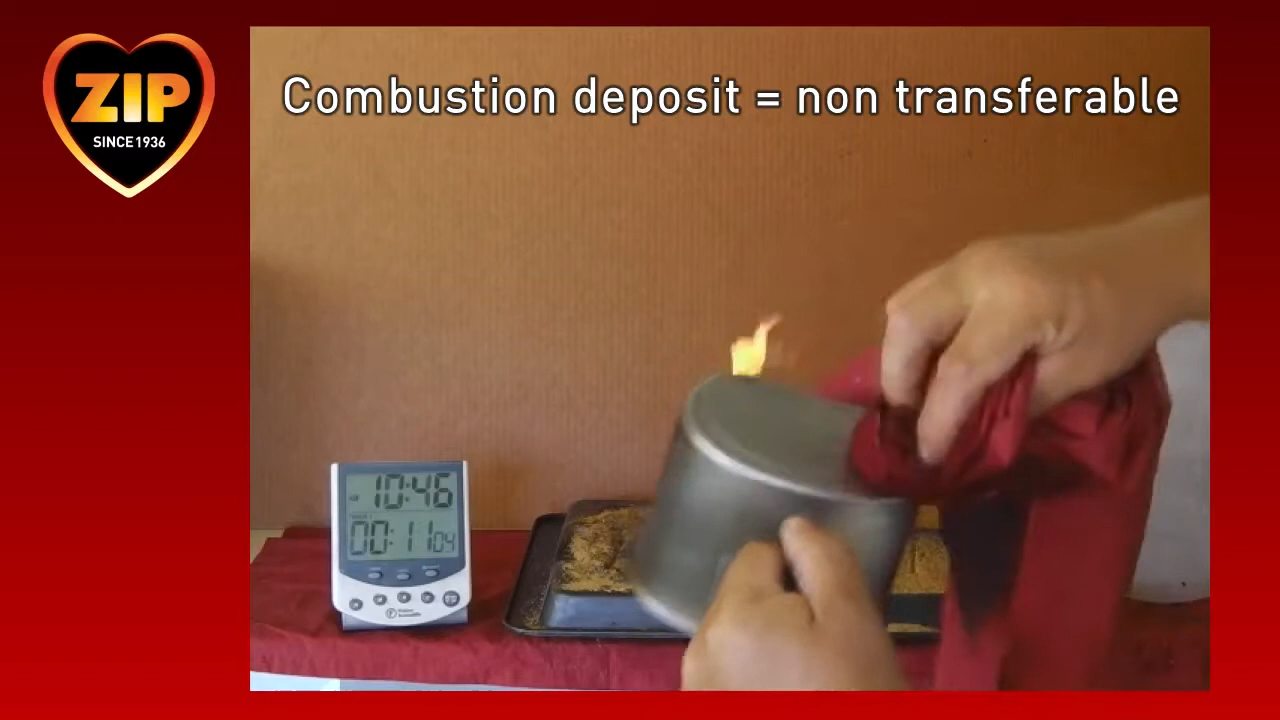 ZIP
SINCE 1936
Combustion deposit = non transferable
10:46
00:11 04